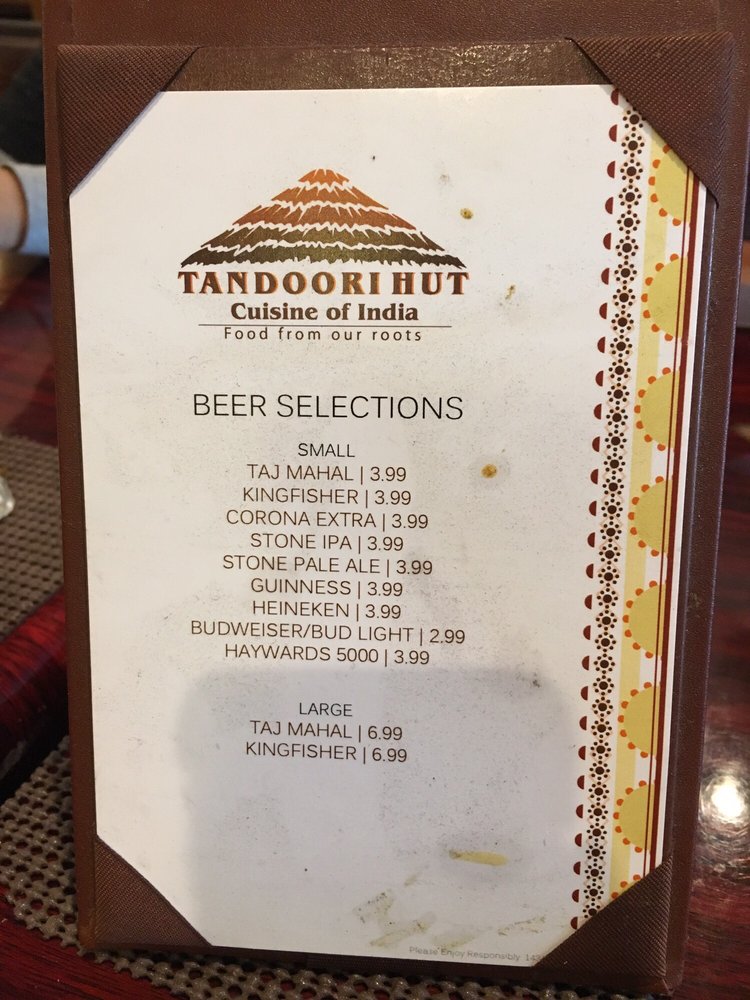 TANDOORI HUT
Cuisine of India
Food from our roots
BEER SELECTIONS
SMALL
TAJ MAHAL | 3.99
KINGFISHER | 3.99
CORONA EXTRA | 3.99
STONE IPA | 3.99
STONE PALE ALE | 3.99
GUINNESS | 3.99
HEINEKEN | 3.99
BUDWEISER/BUD LIGHT | 2.99
HAYWARDS 5000 | 3.99
LARGE
TAJ MAHAL | 6.99
KINGFISHER | 6.99
Please Enjoy Responsibly